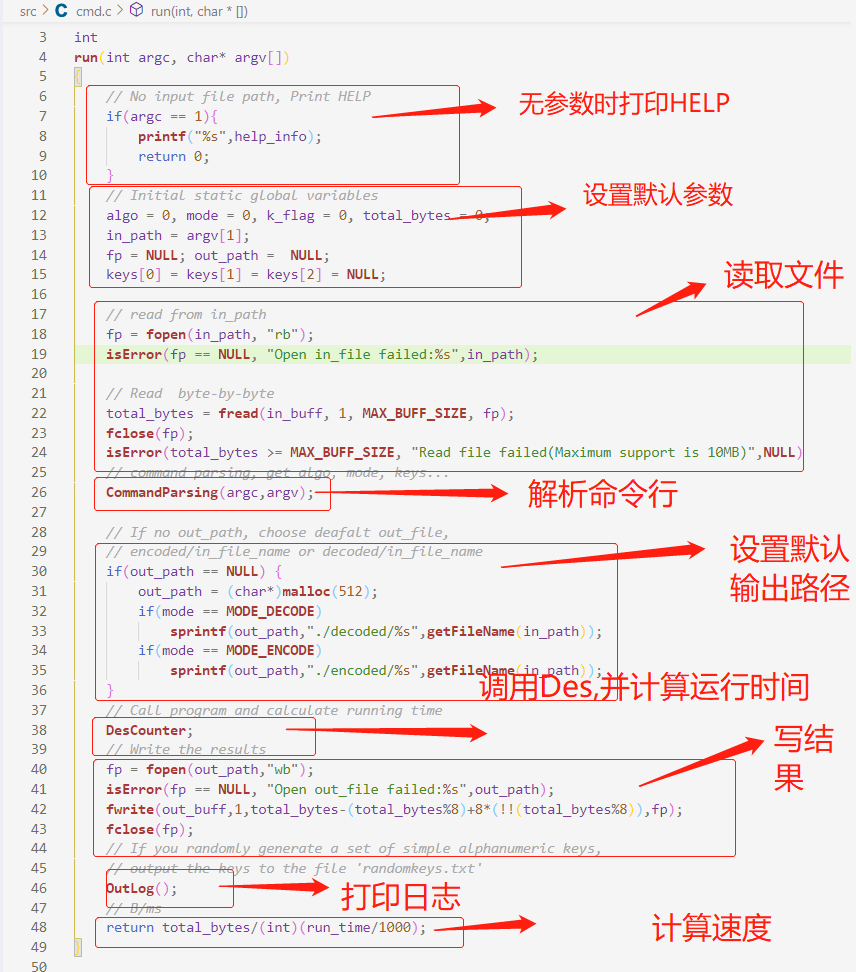 src > C cmd.c > run(int, char * [])
3 int
4 run(int argc, char* argv[])
5 {
6 // No input file path, Print HELP
7 if(argc == 1){
无参数时打印HELP
8 printf("%s",help_info);
9 return 0;
10 }
11 // Initial static global variables
设置默认参数
12 algo = 0, mode = 0, k_flag = 0, total_bytes = 0;
13 in_path = argv[1];
14 fp = NULL; out_path =  NULL;
15 keys[0] = keys[1] = keys[2] = NULL;
读取文件
16
17 // read from in_path
18 fp = fopen(in_path, "rb");
19 isError(fp == NULL, "Open in_file failed:%s",in_path);
20
21 // Read  byte-by-byte
22 total_bytes = fread(in_buff, 1, MAX_BUFF_SIZE, fp);
23 fclose(fp);
24 isError(total_bytes >= MAX_BUFF_SIZE, "Read file failed(Maximum support is 10MB)",NULL)
25 // command parsing, get algo, mode, keys...
26 CommandParsing(argc,argv);
解析命令行
27
28 // If no out_path, choose deafalt out_file,
29 // encoded/in_file_name or decoded/in_file_name
设置默认
输出路径
30 if(out_path == NULL) {
31 out_path = (char*)malloc(512);
32 if(mode == MODE_DECODE)
33 sprintf(out_path,"./decoded/%s",getFileName(in_path));
34 if(mode == MODE_ENCODE)
35 sprintf(out_path,"./encoded/%s",getFileName(in_path));
36 }
调用Des,并计算运行时间
37 // Call program and calculate running time
38 DesCounter;
39 // Write the results
写结
果
40 fp = fopen(out_path,"wb");
41 isError(fp == NULL, "Open out_file failed:%s",out_path);
42 fwrite(out_buff,1,total_bytes-(total_bytes%8)+8*(!!(total_bytes%8)),fp);
43 fclose(fp);
44 // If you randomly generate a set of simple alphanumeric keys,
45 // output the keys to the file 'randomkeys.txt'
46 OutLog();
打印日志
47 // B/ms
48 return total_bytes/(int)(run_time/1000);
计算速度
49 }
50